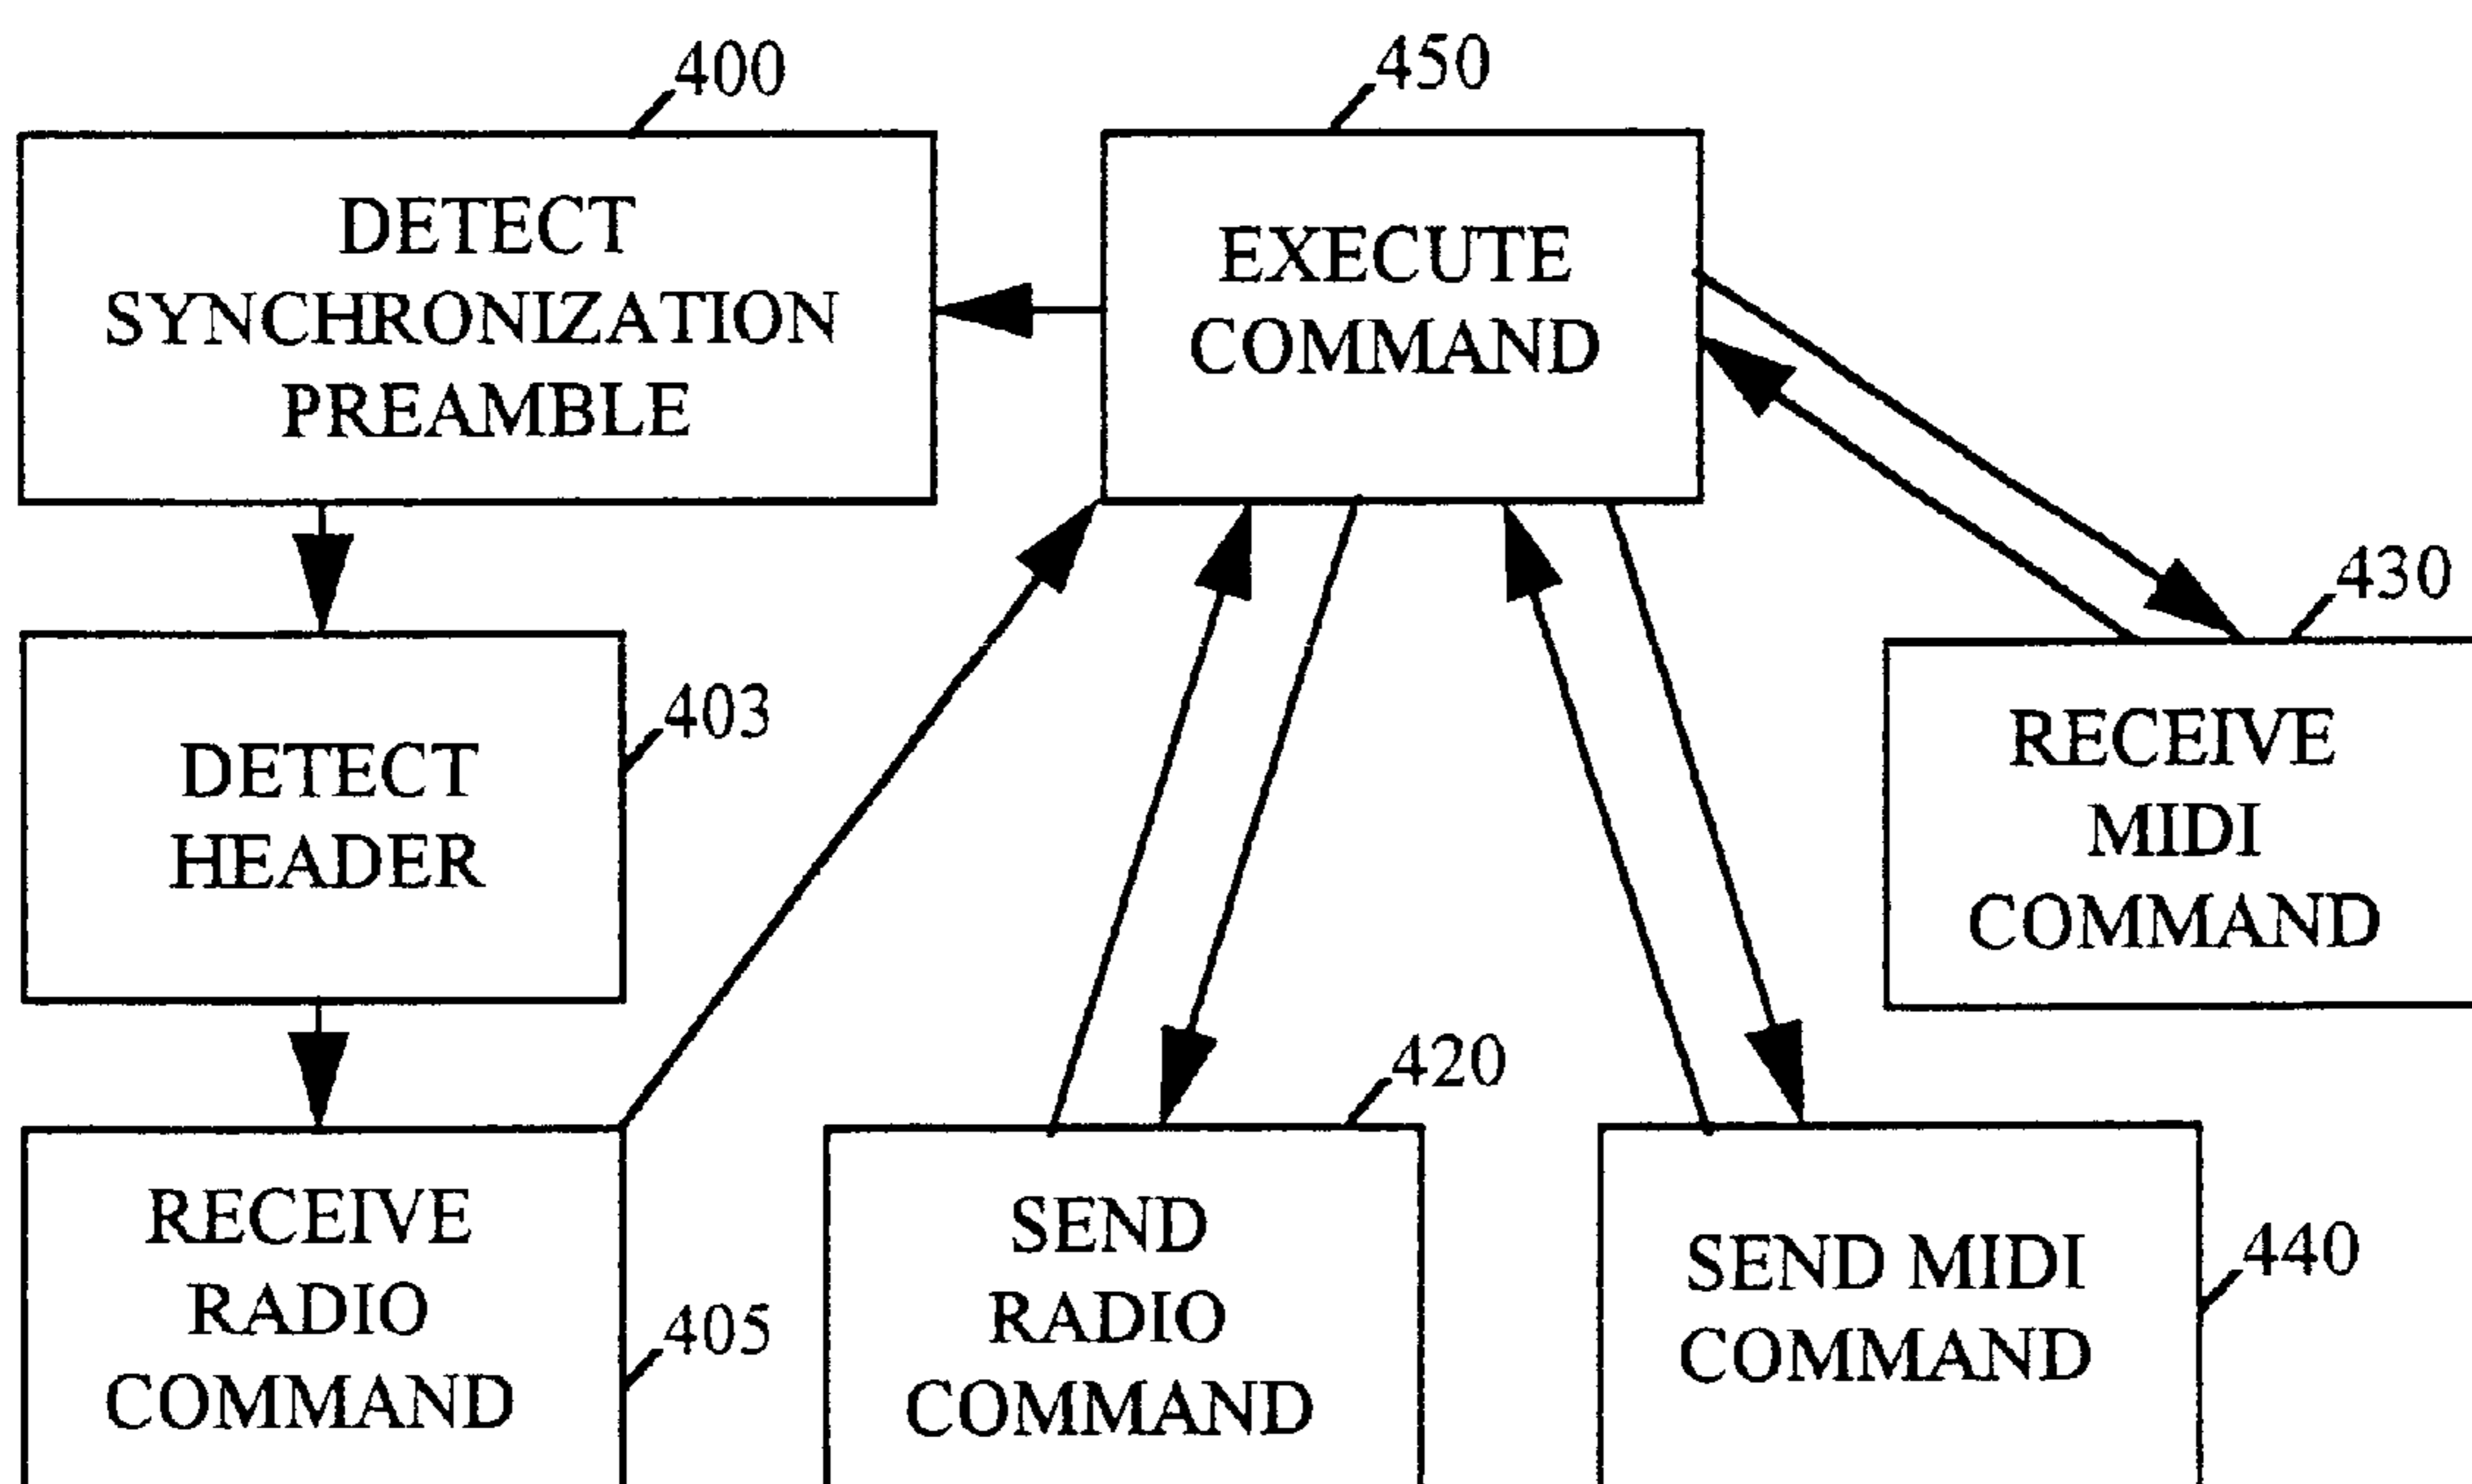 400
DETECT
SYNCHRONIZATION
PREAMBLE
450
EXECUTE
COMMAND
430
RECEIVE
MIDI
COMMAND
403
DETECT
HEADER
405
RECEIVE
RADIO
COMMAND
420
SEND
RADIO
COMMAND
440
SEND MIDI
COMMAND